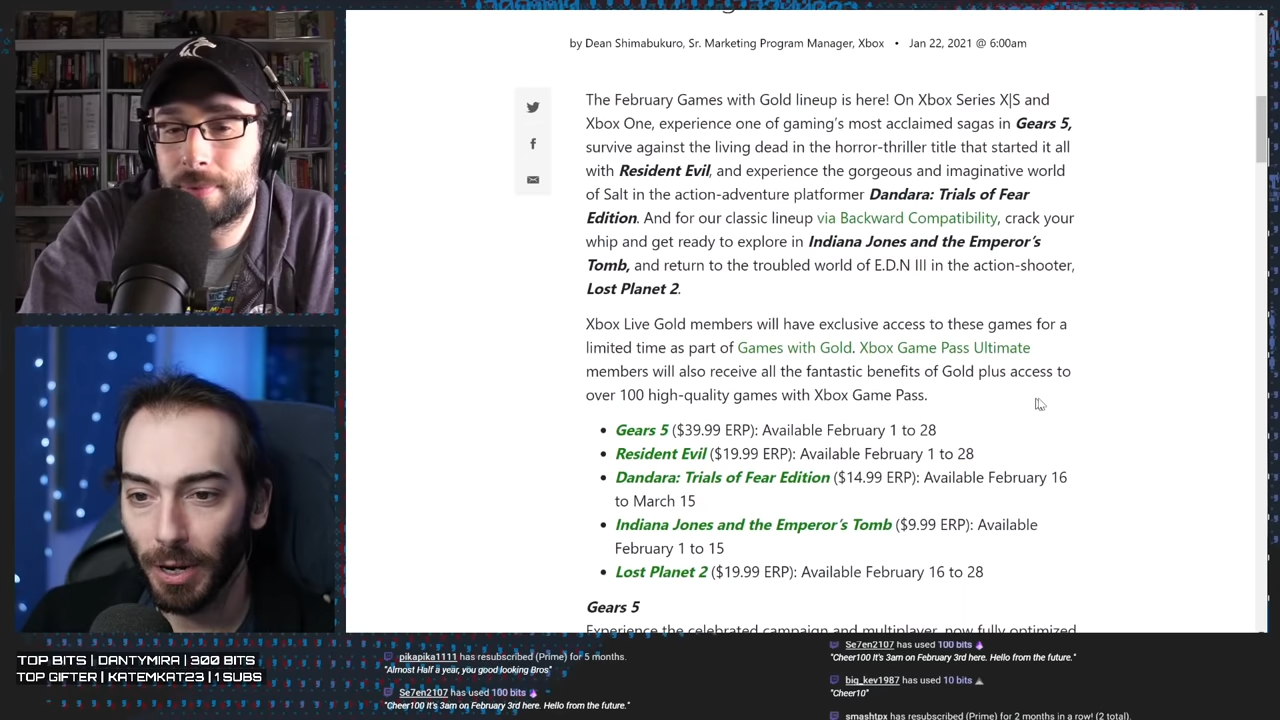 by Dean Shimabukuro, Sr. Marketing Program Manager, Xbox • Jan 22, 2021 @ 6:00am
The February Games with Gold lineup is here! On Xbox Series X|S and
Xbox One, experience one of gaming's most acclaimed sagas in Gears 5,
survive against the living dead in the horror-thriller title that started it all
with Resident Evil, and experience the gorgeous and imaginative world
of Salt in the action-adventure platformer Dandara: Trials of Fear
Edition. And for our classic lineup via Backward Compatibility, crack your
whip and get ready to explore in Indiana Jones and the Emperor's
Tomb, and return to the troubled world of E.D.N III in the action-shooter,
Lost Planet 2.
Xbox Live Gold members will have exclusive access to these games for a
limited time as part of Games with Gold. Xbox Game Pass Ultimate
members will also receive all the fantastic benefits of Gold plus access to
over 100 high-quality games with Xbox Game Pass.
• Gears 5 ($39.99 ERP): Available February 1 to 28
• Resident Evil ($19.99 ERP): Available February 1 to 28
• Dandara: Trials of Fear Edition ($14.99 ERP): Available February 16
to March 15
• Indiana Jones and the Emperor's Tomb ($9.99 ERP): Available
February 1 to 15
• Lost Planet 2 ($19.99 ERP): Available February 16 to 28
Gears 5
Experience the celebrated campaign and multiplayer, now fully optimized
TOP BITS | DANTYMIRA | 300 BITS
TOP GIFTER | KATEMKAT23 | 1 SUBS
pikapika1111 has resubscribed (Prime) for 5 months.
"Almost Half a year, you good looking Bros"
Se7en2107 has used 100 bits
"Cheer100 It's 3am on February 3rd here. Hello from the future."
Se7en2107 has used 100 bits
"Cheer100 It's 3am on February 3rd here. Hello from the future."
big_kev1987 has used 10 bits
"Cheer10"
smashtpx has resubscribed (Prime) for 2 months in a row! (2 total).